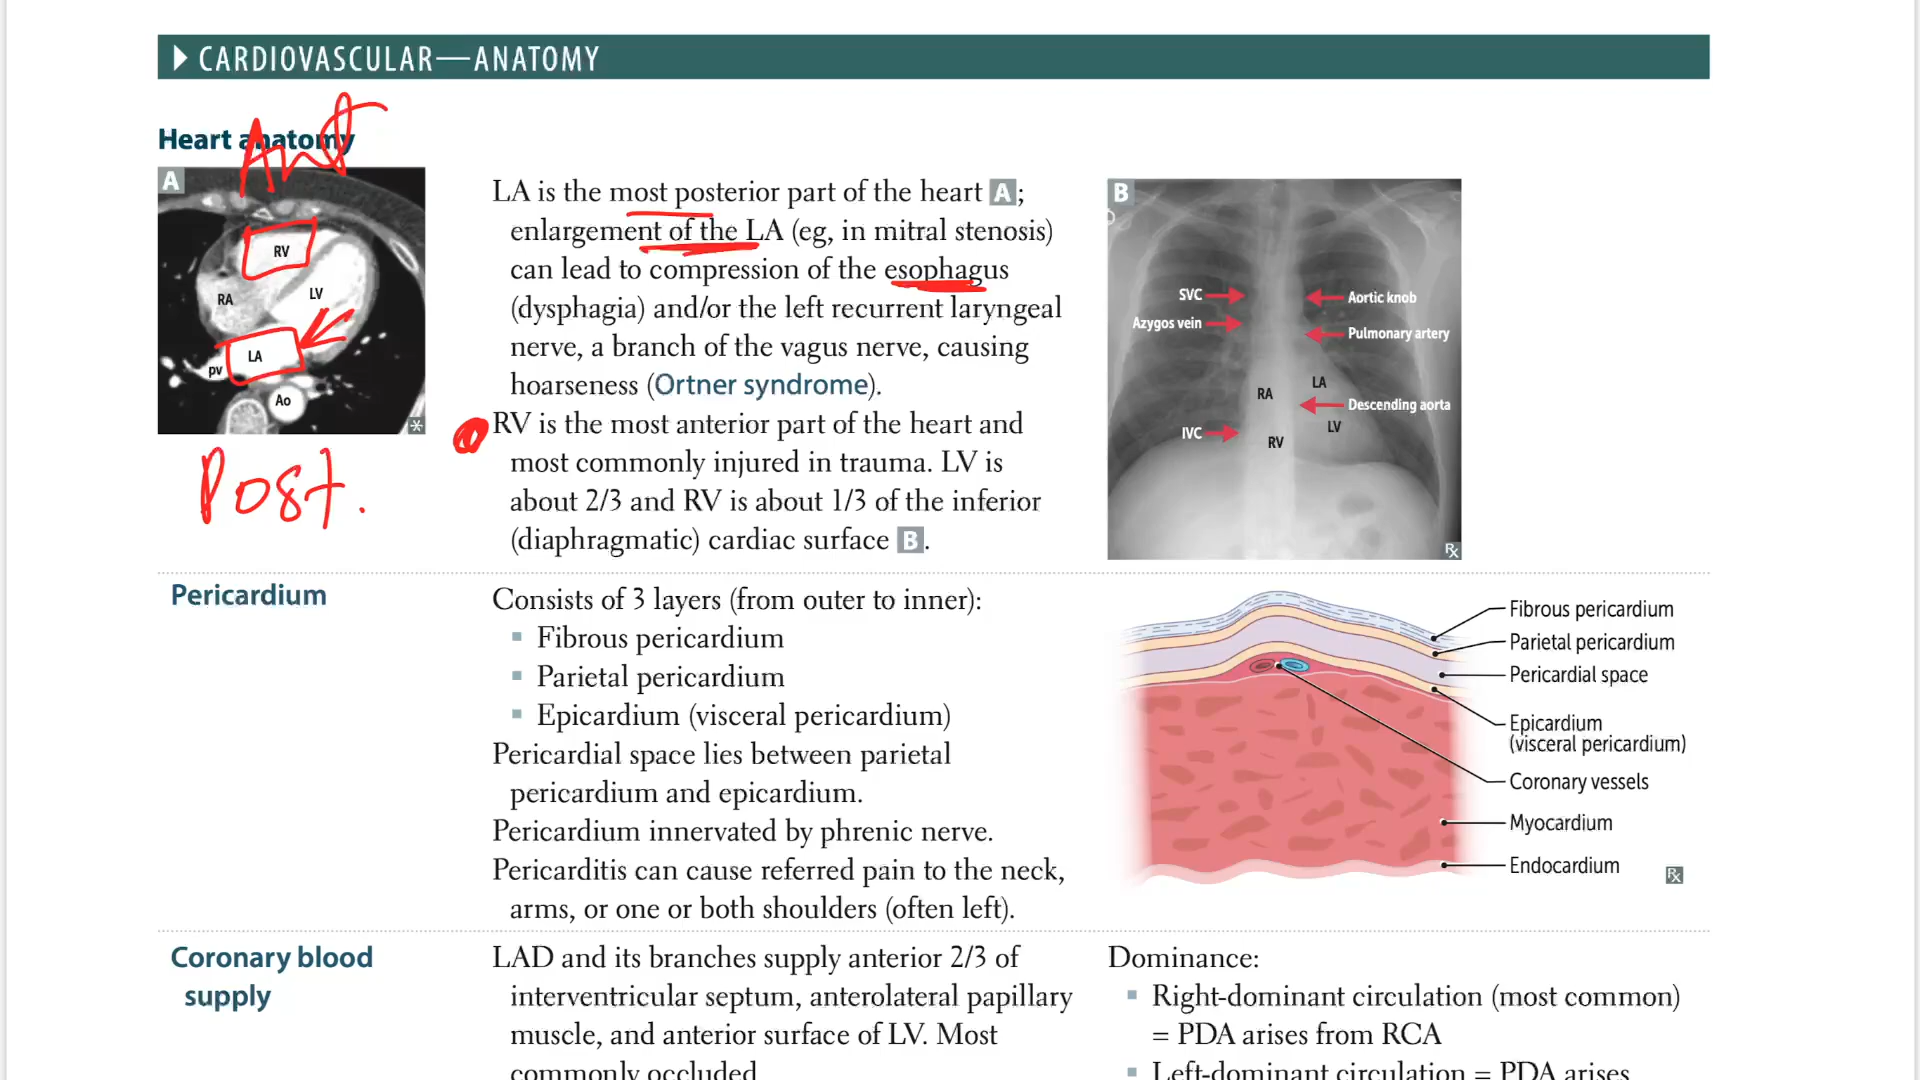 CARDIOVASCULAR—ANATOMY
Heart anatomy
Ant
A
RV
RA
LV
LA
pv
Ao
Post.
LA is the most posterior part of the heart A;
enlargement of the LA (eg, in mitral stenosis)
can lead to compression of the esophagus
(dysphagia) and/or the left recurrent laryngeal
nerve, a branch of the vagus nerve, causing
hoarseness (Ortner syndrome).
RV is the most anterior part of the heart and
most commonly injured in trauma. LV is
about 2/3 and RV is about 1/3 of the inferior
(diaphragmatic) cardiac surface B.
B
SVC
Aortic knob
Azygos vein
Pulmonary artery
LA
RA
Descending aorta
LV
IVC
RV
Rx
Pericardium
Consists of 3 layers (from outer to inner):
Fibrous pericardium
Parietal pericardium
Epicardium (visceral pericardium)
Pericardial space lies between parietal
pericardium and epicardium.
Pericardium innervated by phrenic nerve.
Pericarditis can cause referred pain to the neck,
arms, or one or both shoulders (often left).
Fibrous pericardium
Parietal pericardium
Pericardial space
Epicardium
(visceral pericardium)
Coronary vessels
Myocardium
Endocardium
Rx
Coronary blood
supply
LAD and its branches supply anterior 2/3 of
interventricular septum, anterolateral papillary
muscle, and anterior surface of LV. Most
commonly occluded.
Dominance:
Right-dominant circulation (most common)
= PDA arises from RCA
Left-dominant circulation = PDA arises